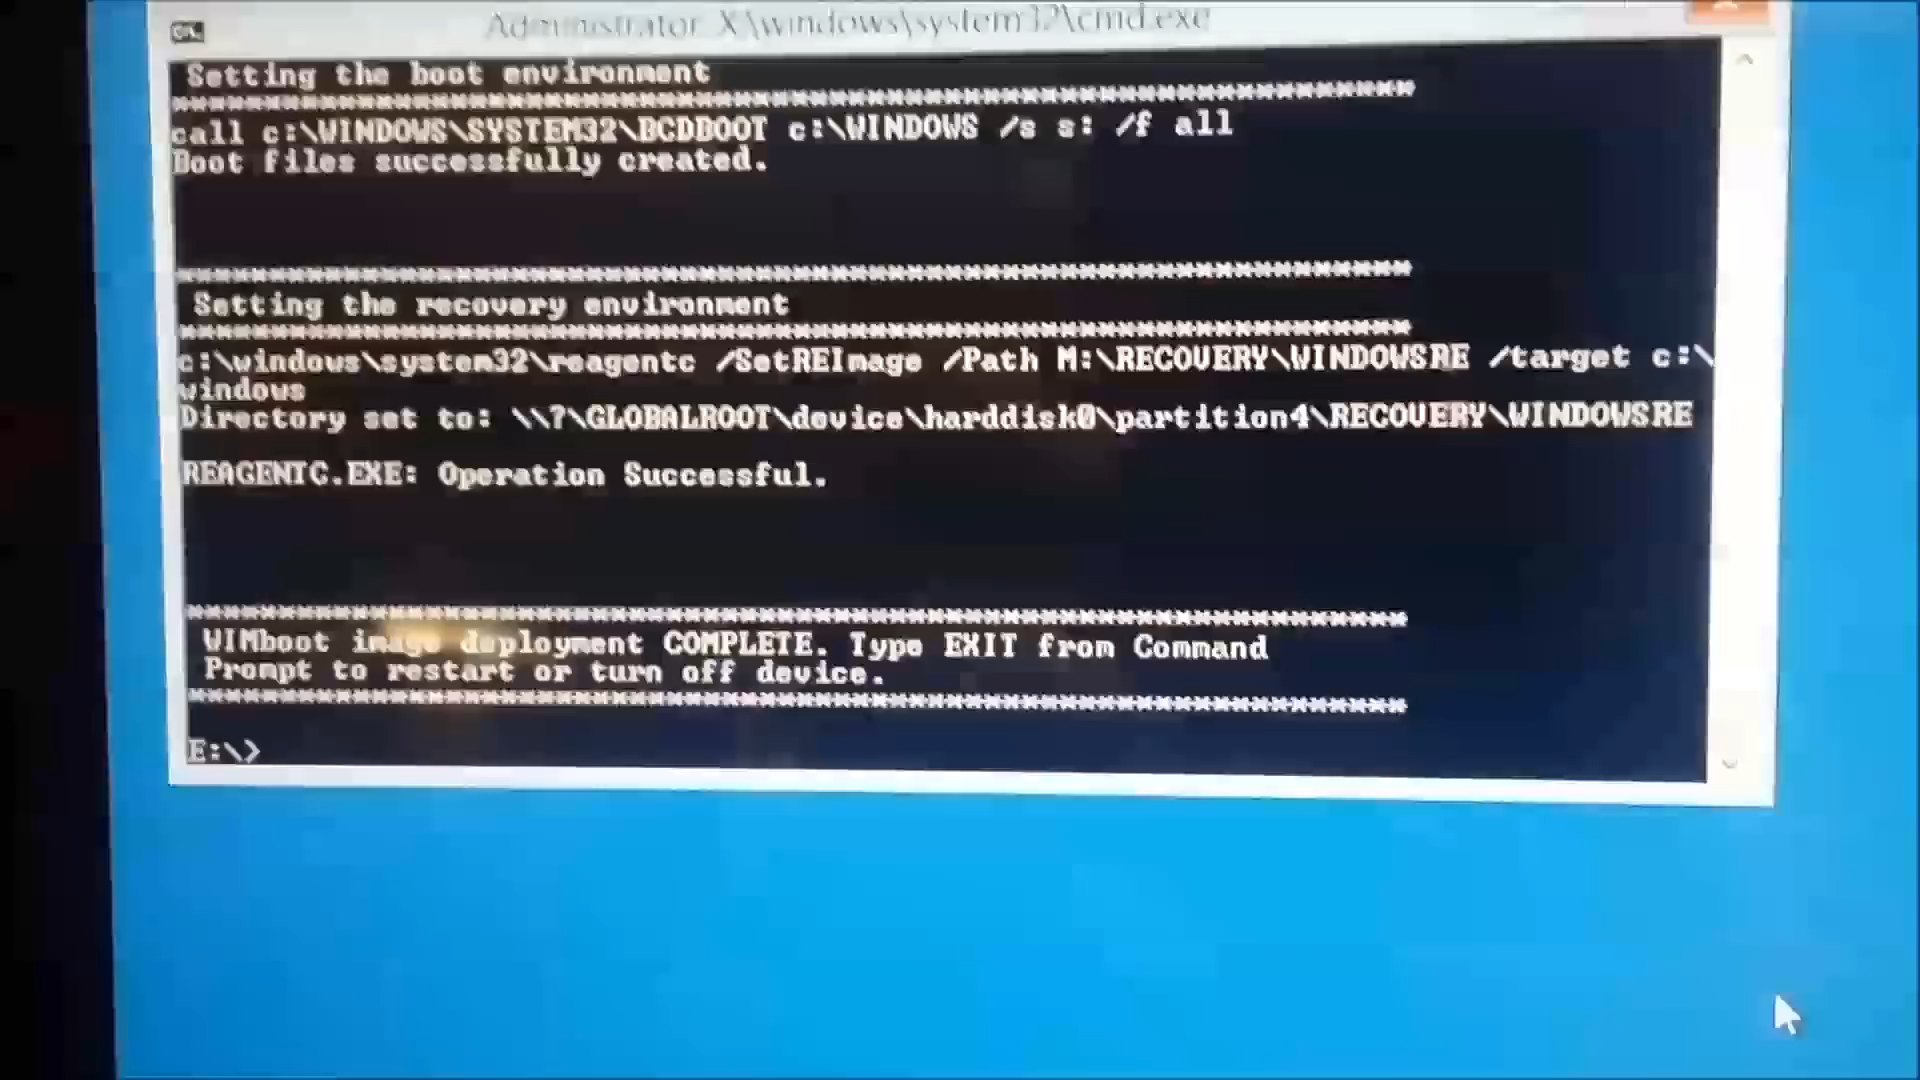 Administrator X:\windows\system32\cmd.exe
Setting the boot environment
****************************************************************************
call c:\WINDOWS\SYSTEM32\BCDBOOT c:\WINDOWS /s s: /f all
Boot files successfully created.
****************************************************************************
Setting the recovery environment
****************************************************************************
c:\windows\system32\reagentc /SetREImage /Path M:\RECOVERY\WINDOWSRE /target c:\
windows
Directory set to: \\?\GLOBALROOT\device\harddisk0\partition4\RECOVERY\WINDOWSRE
REAGENTC.EXE: Operation Successful.
****************************************************************************
WIMboot image deployment COMPLETE. Type EXIT from Command
Prompt to restart or turn off device.
****************************************************************************
E:\>